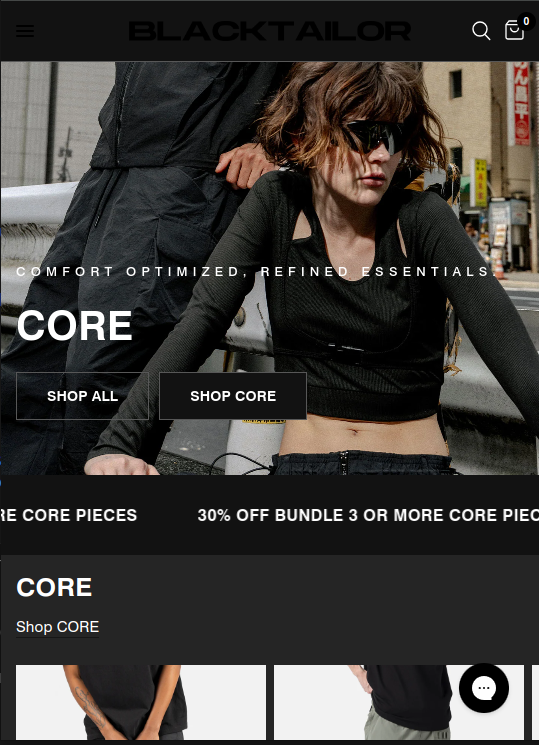 BLACKTAILOR
0
COMFORT OPTIMIZED, REFINED ESSENTIALS.
CORE
SHOP ALL
SHOP CORE
RE CORE PIECES
30% OFF BUNDLE 3 OR MORE CORE PIEC
CORE
Shop CORE